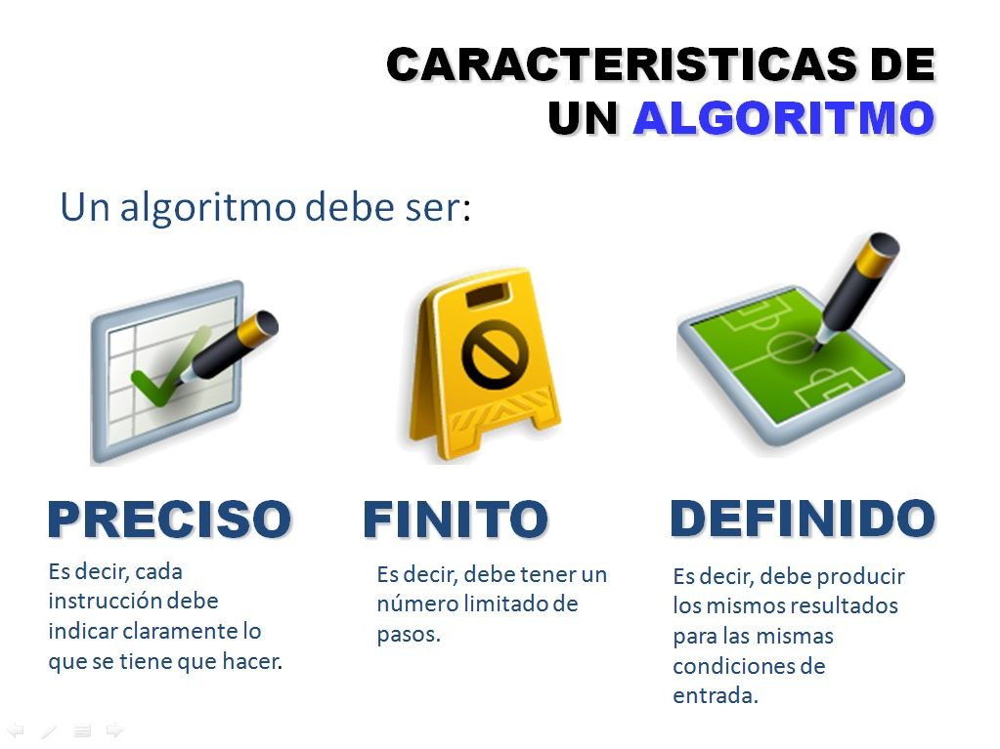 CARACTERISTICAS DE
UN ALGORITMO
Un algoritmo debe ser:
PRECISO
Es decir, cada
instrucción debe
indicar claramente lo
que se tiene que hacer.
FINITO
Es decir, debe tener un
número limitado de
pasos.
DEFINIDO
Es decir, debe producir
los mismos resultados
para las mismas
condiciones de
entrada.